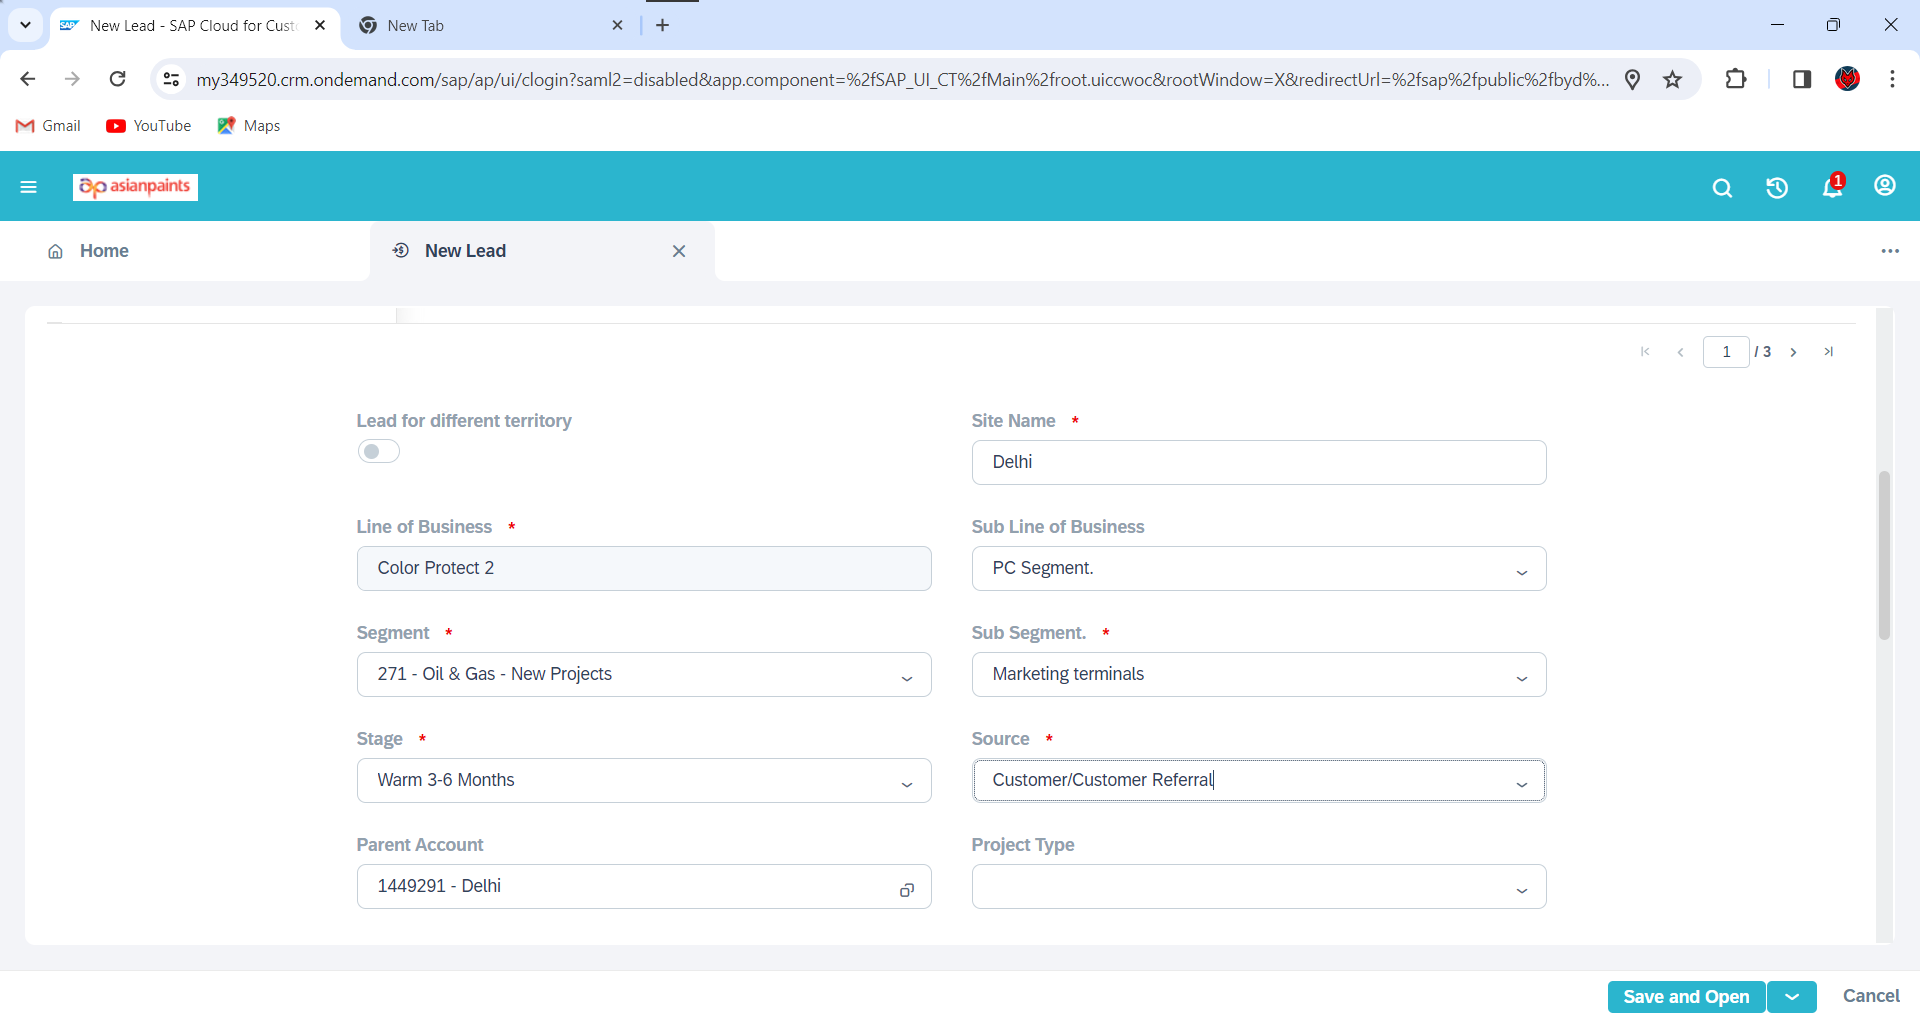 New Lead - SAP Cloud for Cust
New Tab
my349520.crm.ondemand.com/sap/ap/ui/clogin?saml2=disabled&app.component=%2fSAP_UI_CT%2fMain%2froot.uiccwoc&rootWindow=X&redirectUrl=%2fsap%2fpublic%2fbyd%...
Gmail
YouTube
Maps
ap asianpaints
1
Home
New Lead
1 / 3
Lead for different territory
Site Name *
Delhi
Line of Business *
Sub Line of Business
Color Protect 2
PC Segment.
Segment *
Sub Segment. *
271 - Oil & Gas - New Projects
Marketing terminals
Stage *
Source *
Warm 3-6 Months
Customer/Customer Referral
Parent Account
Project Type
1449291 - Delhi
Save and Open
Cancel